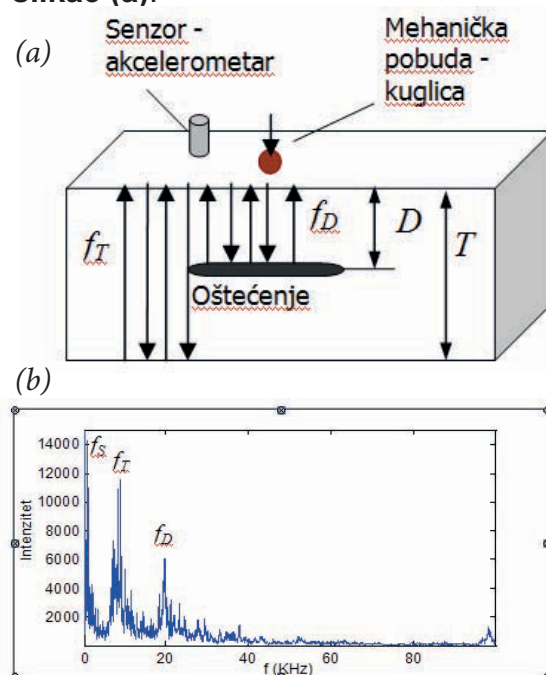 Slikao (a).
(a)
Senzor -
akcelerometar
Mehanička
pobuda -
kuglica
f_T
f_D
D
T
Oštećenje
(b)
14000
12000
10000
8000
6000
4000
2000
Intenzitet
f_S
f_T
f_D
0
20
40
60
80
f (KHz)